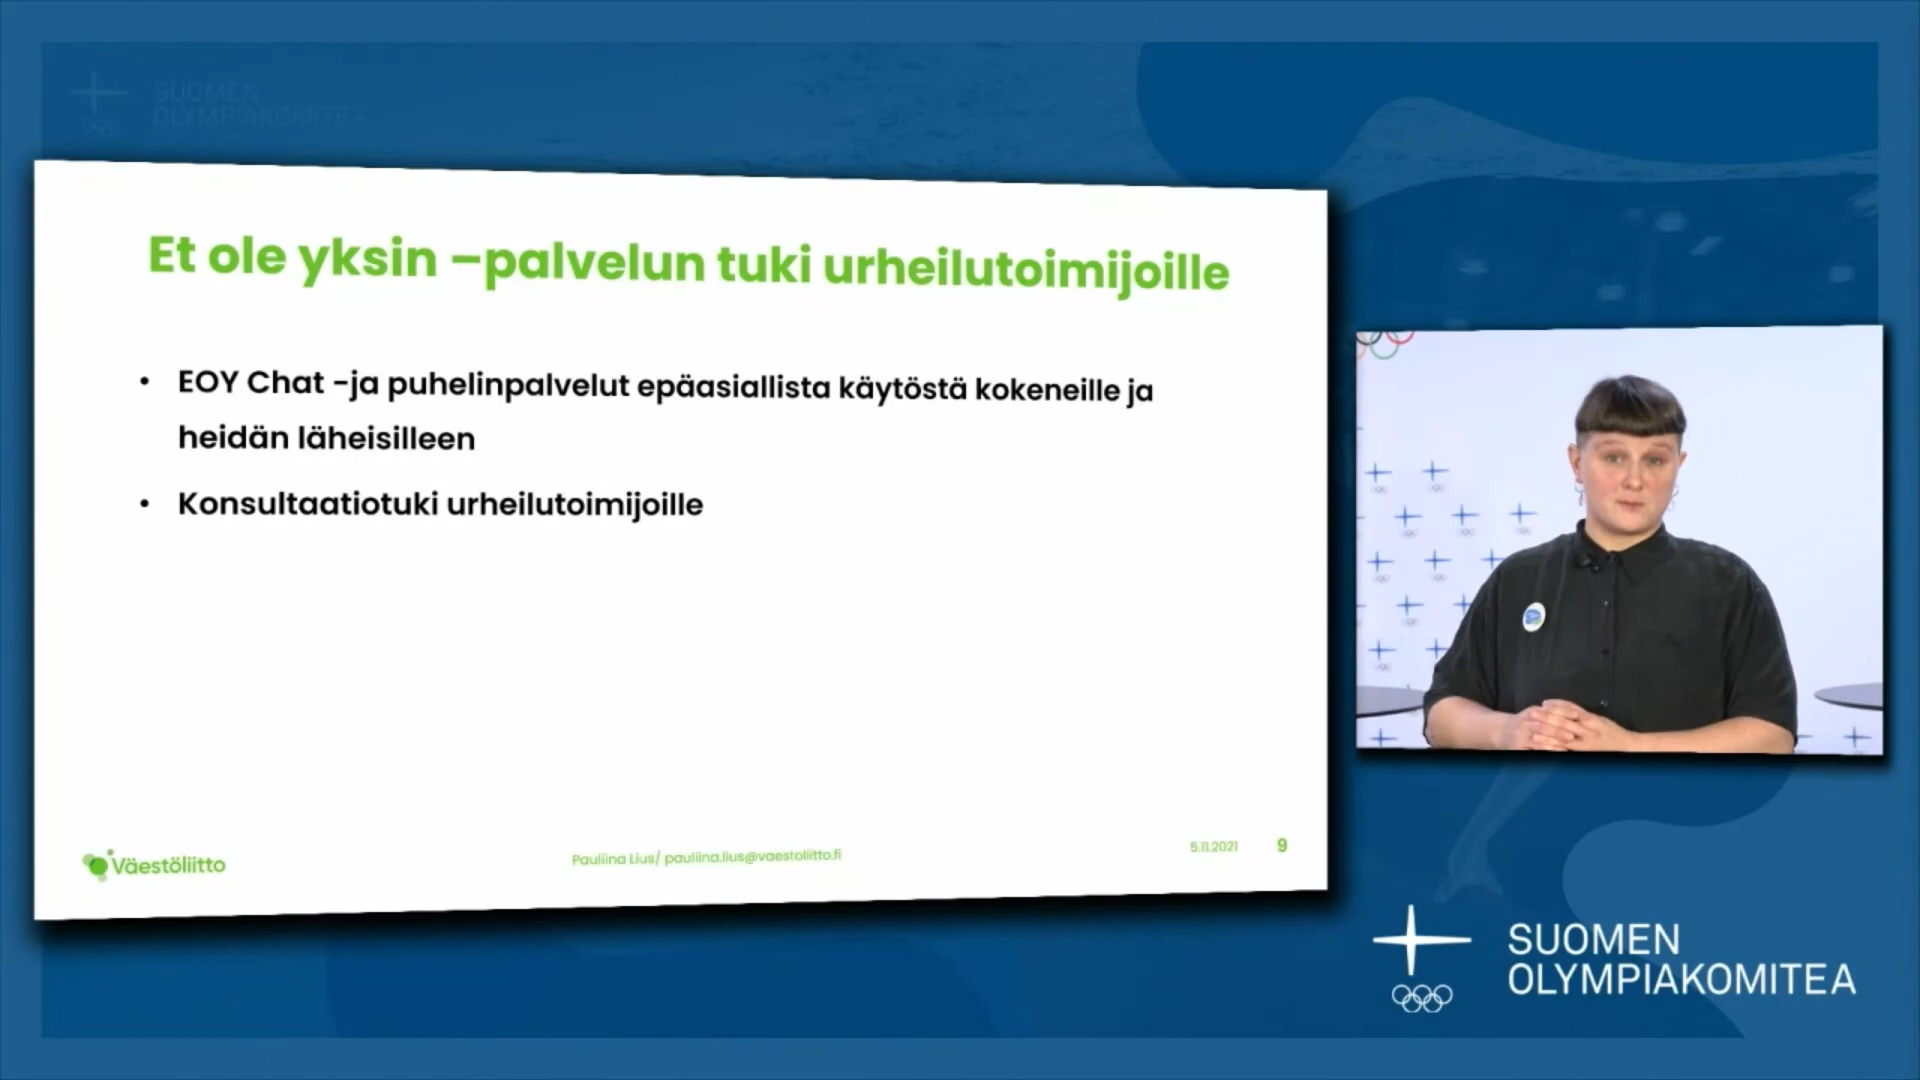 SUOMEN
OLYMPIAKOMITEA
Et ole yksin –palvelun tuki urheilutoimijoille
• EOY Chat -ja puhelinpalvelut epäasiallista käytöstä kokeneille ja
heidän läheisilleen
• Konsultaatiotuki urheilutoimijoille
Väestöliitto
Pauliina Lius/ pauliina.lius@vaestoliitto.fi
5.11.2021
9
SUOMEN
OLYMPIAKOMITEA